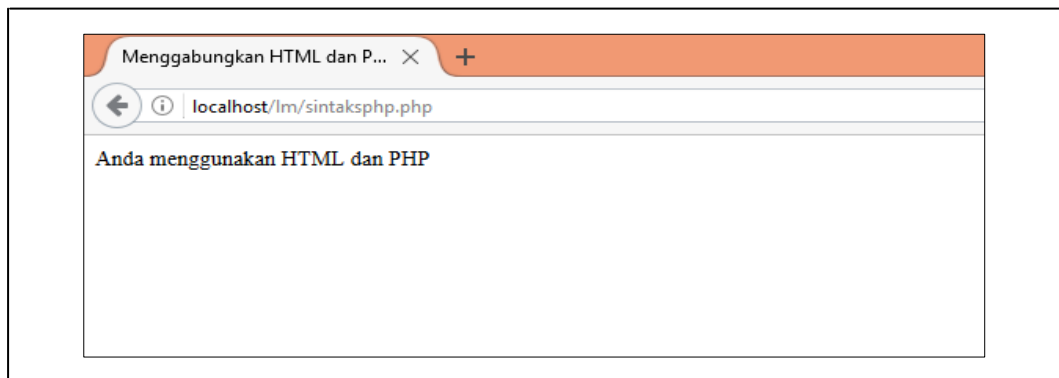 Menggabungkan HTML dan P...
localhost/lm/sintaksphp.php
Anda menggunakan HTML dan PHP